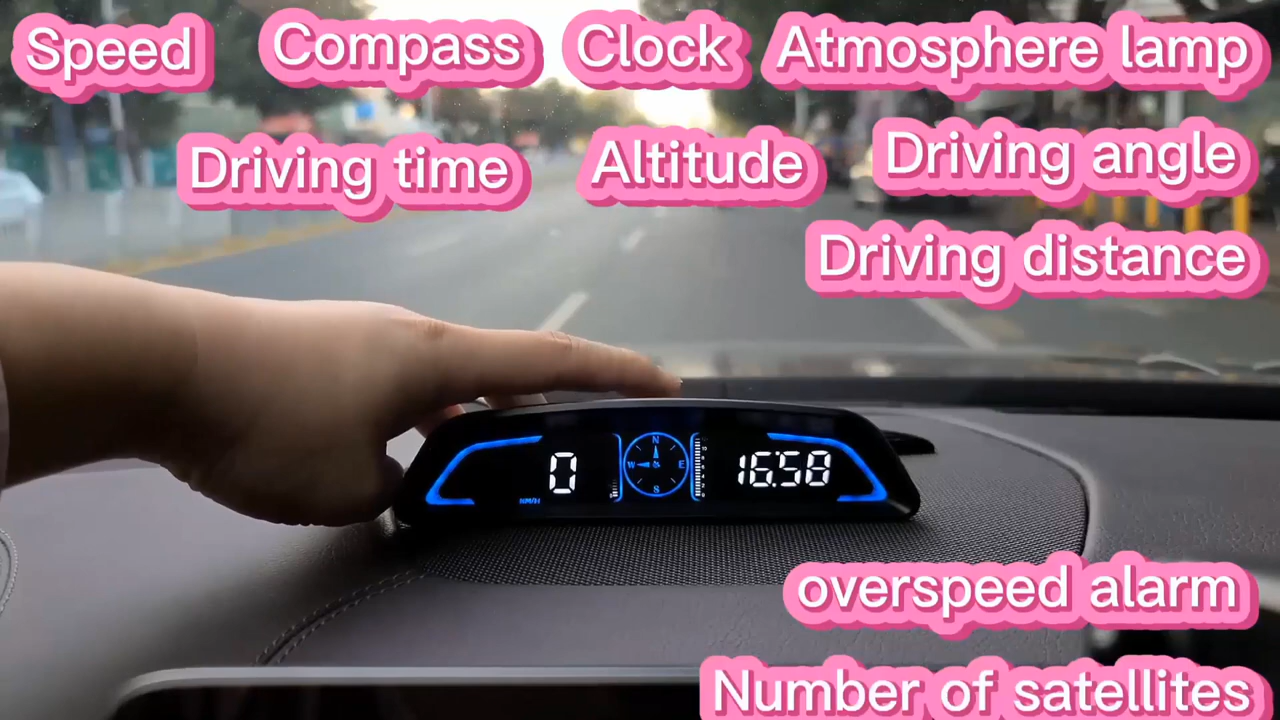 Speed Compass Clock Atmosphere lamp
Driving time Altitude Driving angle
Driving distance
0 16:58
N
W E
S
overspeed alarm
Number of satellites